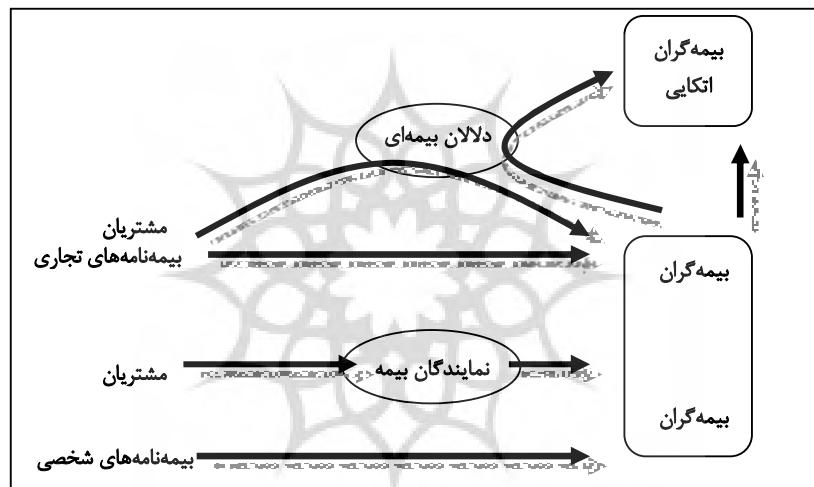 بیمه‌گران
اتکایی
دلالان بیمه‌ای
مشتریان
بیمه‌نامه‌های تجاری
بیمه‌گران
نمایندگان بیمه
مشتریان
بیمه‌گران
بیمه‌نامه‌های شخصی